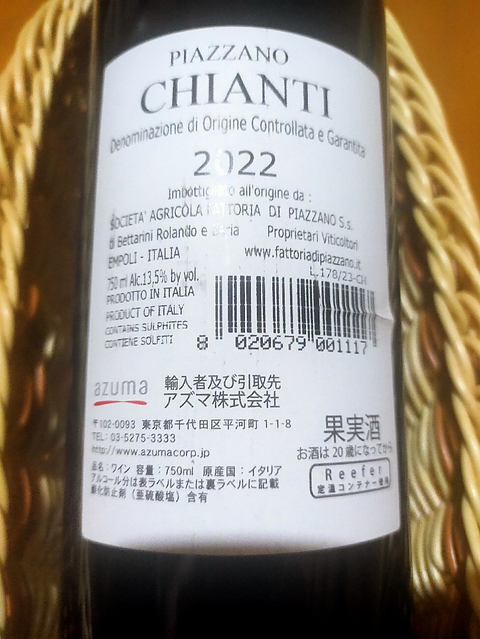 PIAZZANO
CHIANTI
Denominazione di Origine Controllata e Garantita
2022
Imbottigliato all'origine da :
SOCIETA' AGRICOLA FATTORIA DI PIAZZANO S.s.
di Bettarini Rolando e Proprietari Viticoltori
EMPOLI - ITALIA www.fattoriadipiazzano.it
750 ml Alc.13,5% by vol. L.178/23-CH
PRODOTTO IN ITALIA
PRODUCT OF ITALY
CONTAINS SULPHITES
CONTIENE SOLFITI
8 020679 001117
azuma 輸入者及び引取先
アズマ株式会社
〒102-0093 東京都千代田区平河町 1-1-8
TEL: 03-5275-3333
http://www.azumacorp.jp
果実酒
お酒は20歳になってから
品名:ワイン 容量:750ml 原産国:イタリア
アルコール分は表ラベルまたは裏ラベルに記載
酸化防止剤(亜硫酸塩)含有
Reefer
定温コンテナー使用